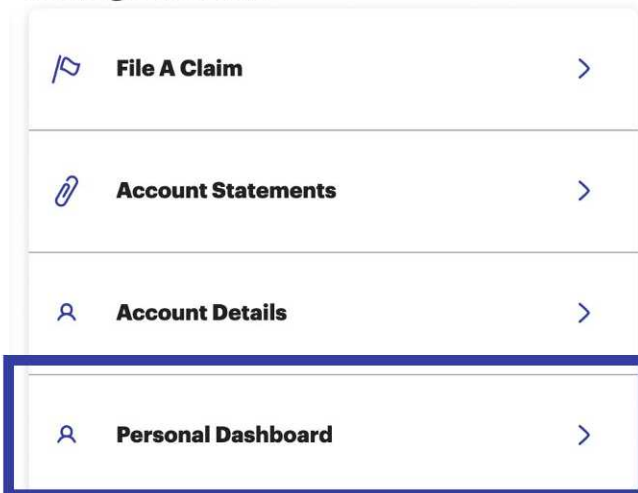 File A Claim
Account Statements
Account Details
Personal Dashboard